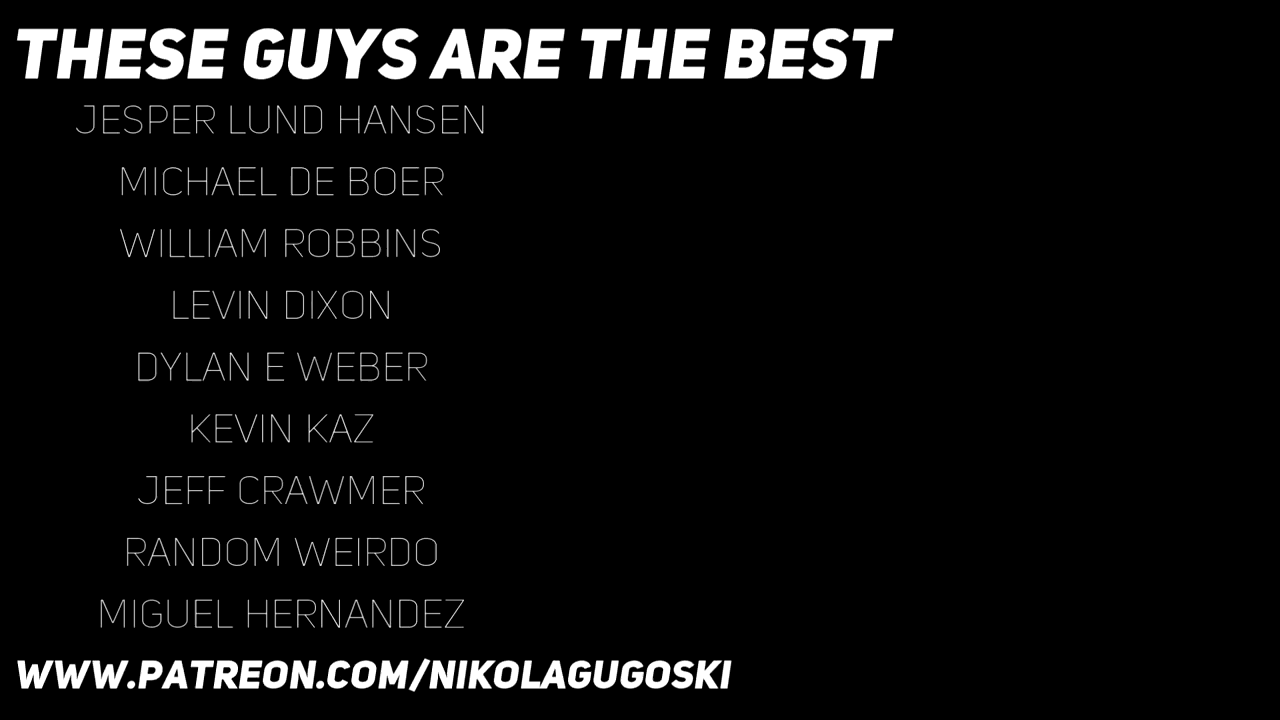 THESE GUYS ARE THE BEST
JESPER LUND HANSEN
MICHAEL DE BOER
WILLIAM ROBBINS
LEVIN DIXON
DYLAN E WEBER
KEVIN KAZ
JEFF CRAWMER
RANDOM WEIRDO
MIGUEL HERNANDEZ
WWW.PATREON.COM/NIKOLAGUGOSKI